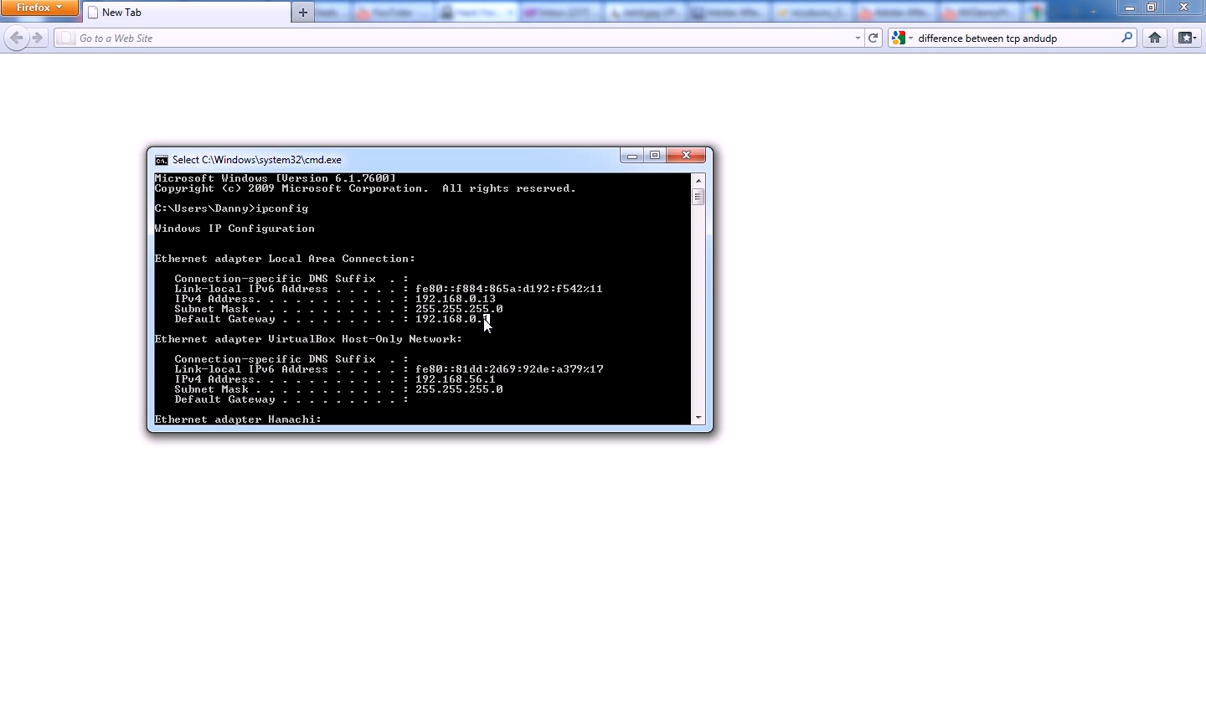 Firefox
New Tab
YouTube
Go to a Web Site
difference between tcp andudp
Select C:\Windows\system32\cmd.exe
Microsoft Windows [Version 6.1.7600]
Copyright (c) 2009 Microsoft Corporation.  All rights reserved.
C:\Users\Danny>ipconfig
Windows IP Configuration
Ethernet adapter Local Area Connection:
Connection-specific DNS Suffix  . :
Link-local IPv6 Address . . . . . : fe80::f884:865a:d192:f542%11
IPv4 Address. . . . . . . . . . . : 192.168.0.13
Subnet Mask . . . . . . . . . . . : 255.255.255.0
Default Gateway . . . . . . . . . : 192.168.0.1
Ethernet adapter VirtualBox Host-Only Network:
Connection-specific DNS Suffix  . :
Link-local IPv6 Address . . . . . : fe80::81dd:2d69:92de:a379%17
IPv4 Address. . . . . . . . . . . : 192.168.56.1
Subnet Mask . . . . . . . . . . . : 255.255.255.0
Default Gateway . . . . . . . . . :
Ethernet adapter Hamachi: